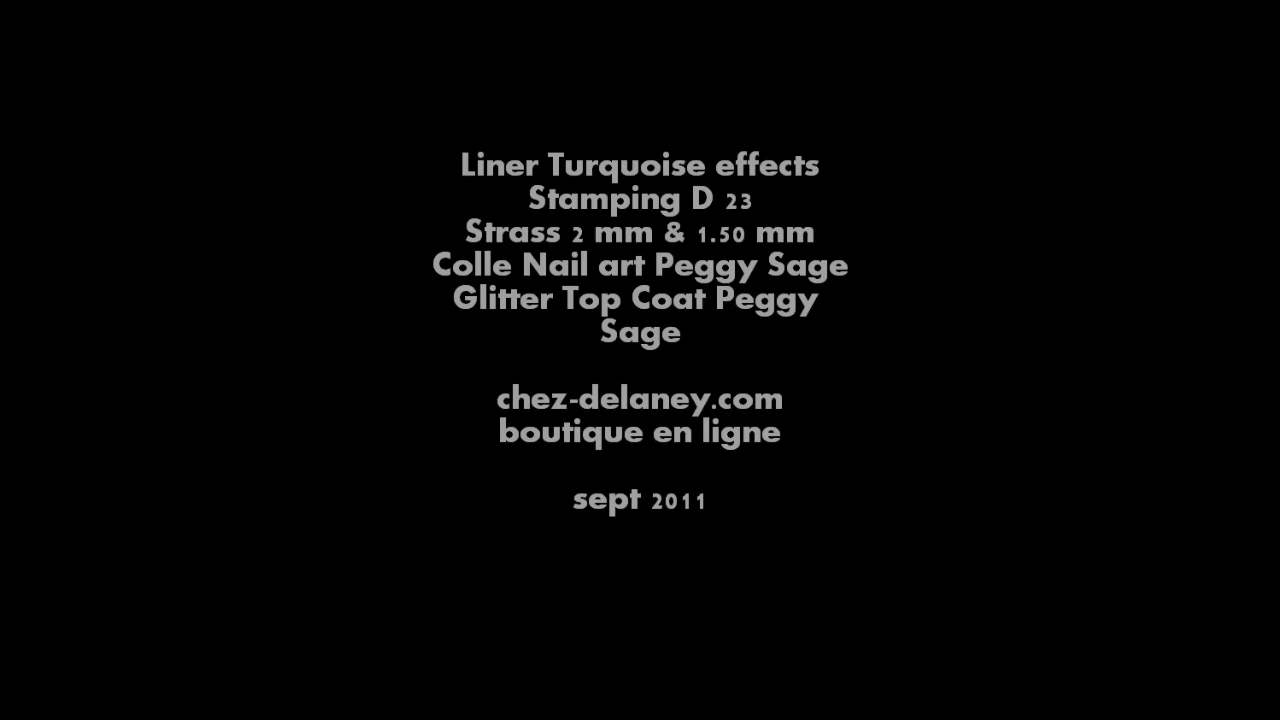 Liner Turquoise effects
Stamping D 23
Strass 2 mm & 1.50 mm
Colle Nail art Peggy Sage
Glitter Top Coat Peggy
Sage
chez-delaney.com
boutique en ligne
sept 2011